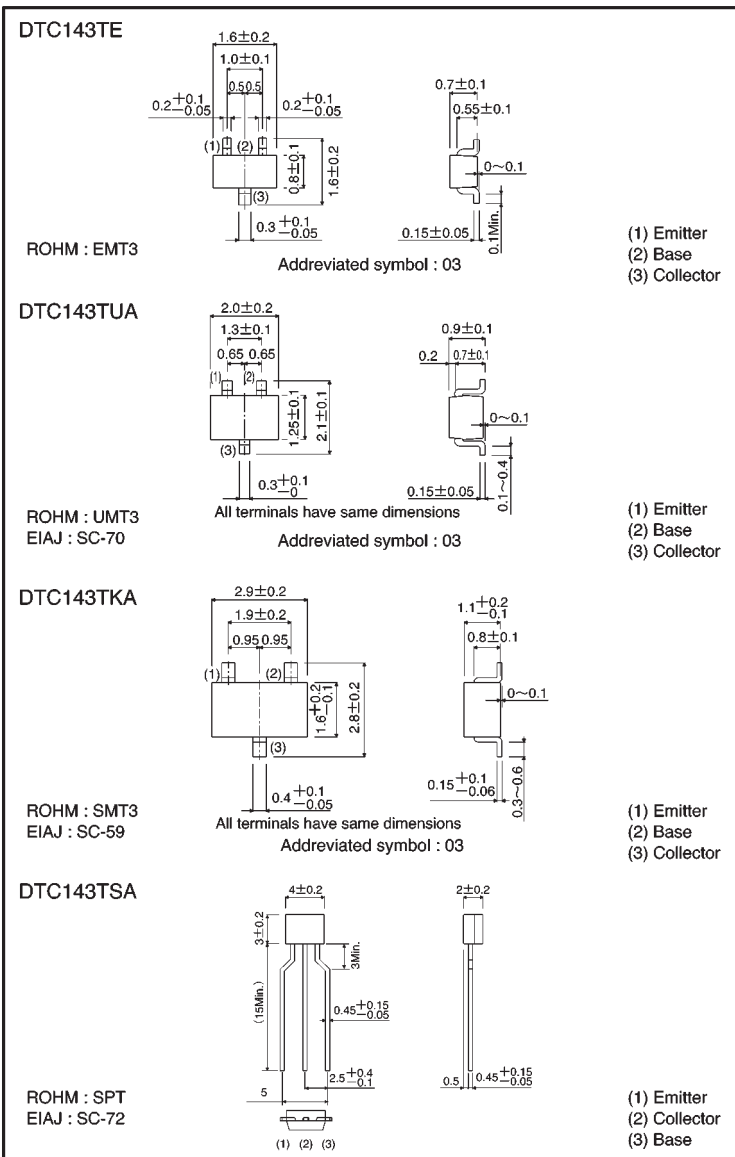 DTC143TE
1.6±0.2
1.0±0.1
0.5 0.5
0.2 +0.1 −0.05
0.2 +0.1 −0.05
(1) (2)
0.8±0.1
1.6±0.2
(3)
0.3 +0.1 −0.05
0.7±0.1
0.55±0.1
0~0.1
0.15±0.05
0.1Min.
ROHM : EMT3
Addreviated symbol : 03
(1) Emitter
(2) Base
(3) Collector
DTC143TUA
2.0±0.2
1.3±0.1
0.65 0.65
(1) (2)
1.25±0.1
2.1±0.1
(3)
0.3 +0.1 −0
0.9±0.1
0.2 0.7±0.1
0~0.1
0.15±0.05
0.1~0.4
All terminals have same dimensions
ROHM : UMT3
EIAJ : SC-70
Addreviated symbol : 03
(1) Emitter
(2) Base
(3) Collector
DTC143TKA
2.9±0.2
1.9±0.2
0.95 0.95
(1) (2)
1.6 +0.2 −0.1
2.8±0.2
(3)
0.4 +0.1 −0.05
1.1 +0.2 −0.1
0.8±0.1
0~0.1
0.15 +0.1 −0.06
0.3~0.6
All terminals have same dimensions
ROHM : SMT3
EIAJ : SC-59
Addreviated symbol : 03
(1) Emitter
(2) Base
(3) Collector
DTC143TSA
4±0.2
3±0.2
3Min.
(15Min.)
0.45 +0.15 −0.05
2.5 +0.4 −0.1
5
(1) (2) (3)
2±0.2
0.5
0.45 +0.15 −0.05
ROHM : SPT
EIAJ : SC-72
(1) Emitter
(2) Collector
(3) Base